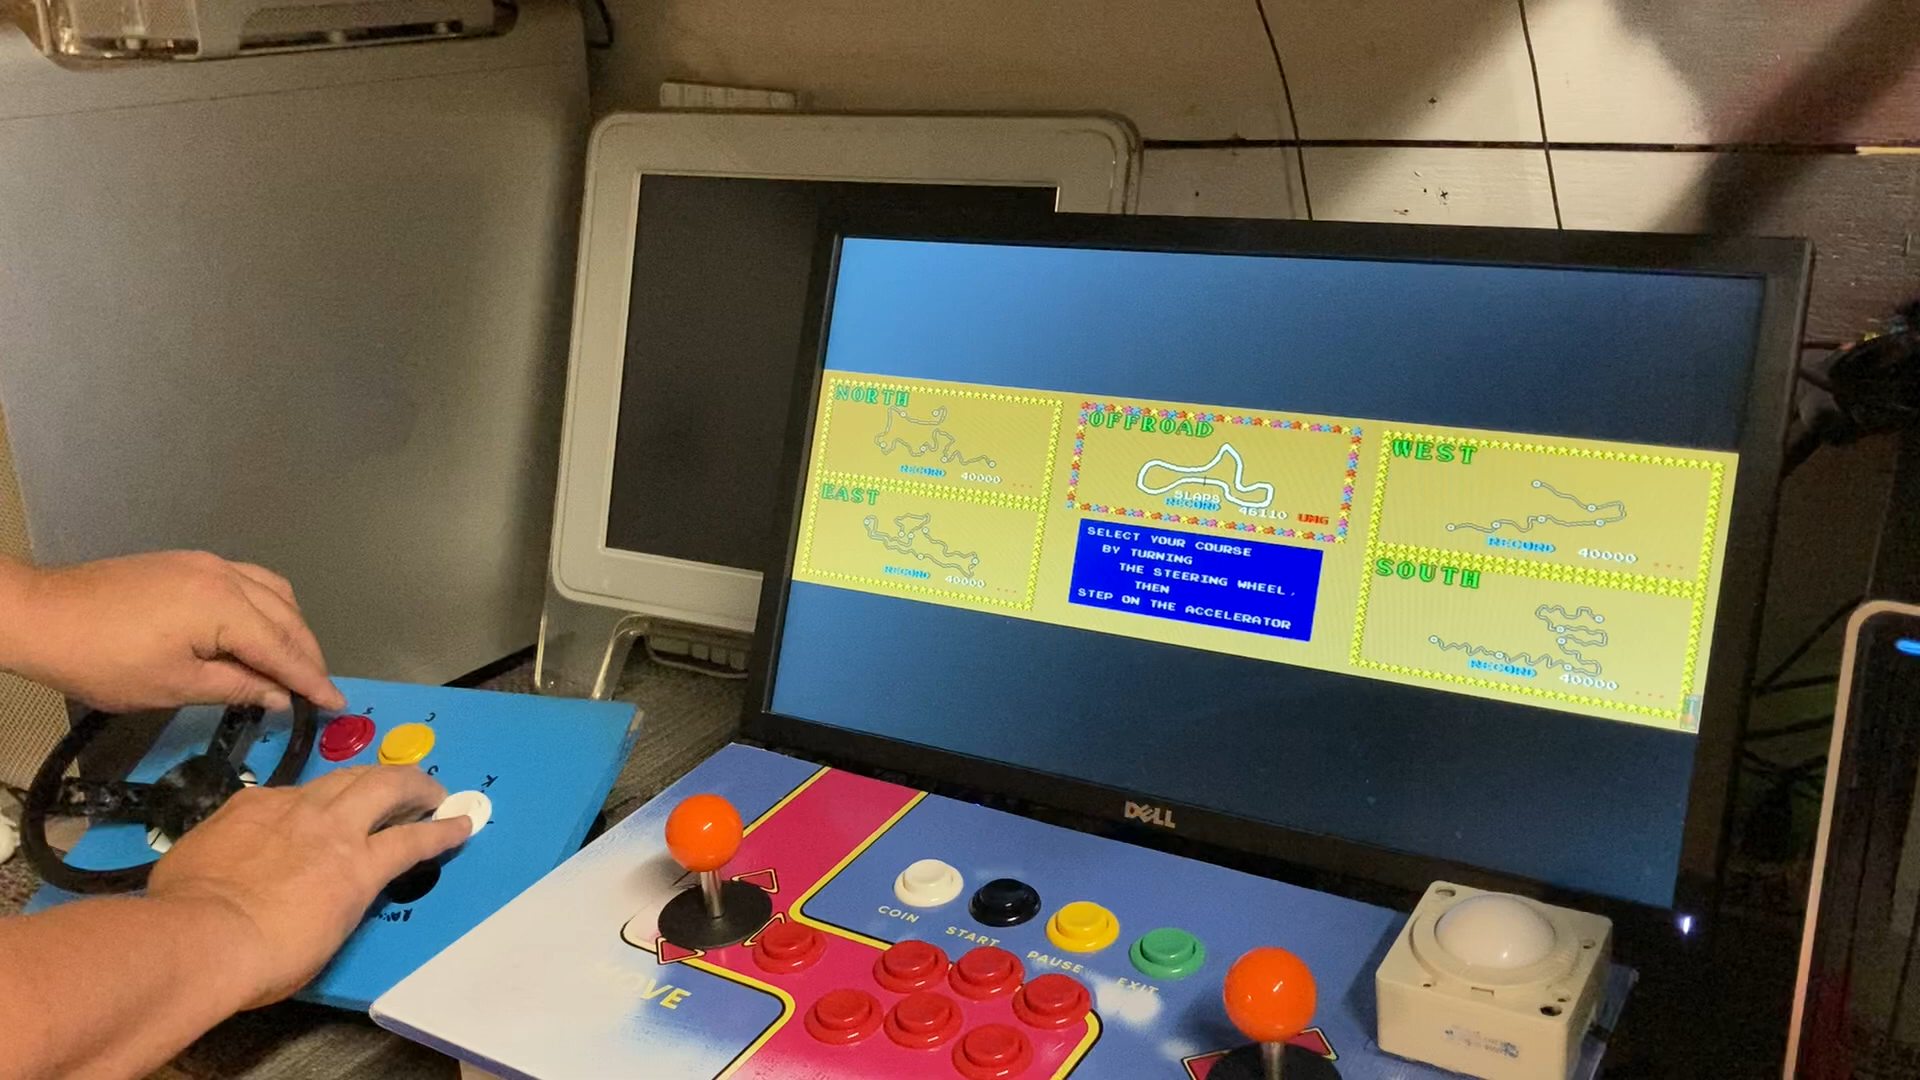 NORTH
RECORD 40000 ...
EAST
RECORD 40000 ...
OFFROAD
5LAPS
RECORD 46110 UMG
SELECT YOUR COURSE
BY TURNING
THE STEERING WHEEL,
THEN
STEP ON THE ACCELERATOR
WEST
RECORD 40000 ...
SOUTH
RECORD 40000 ...
DELL
COIN
START
PAUSE
EXIT
MOVE
S
C